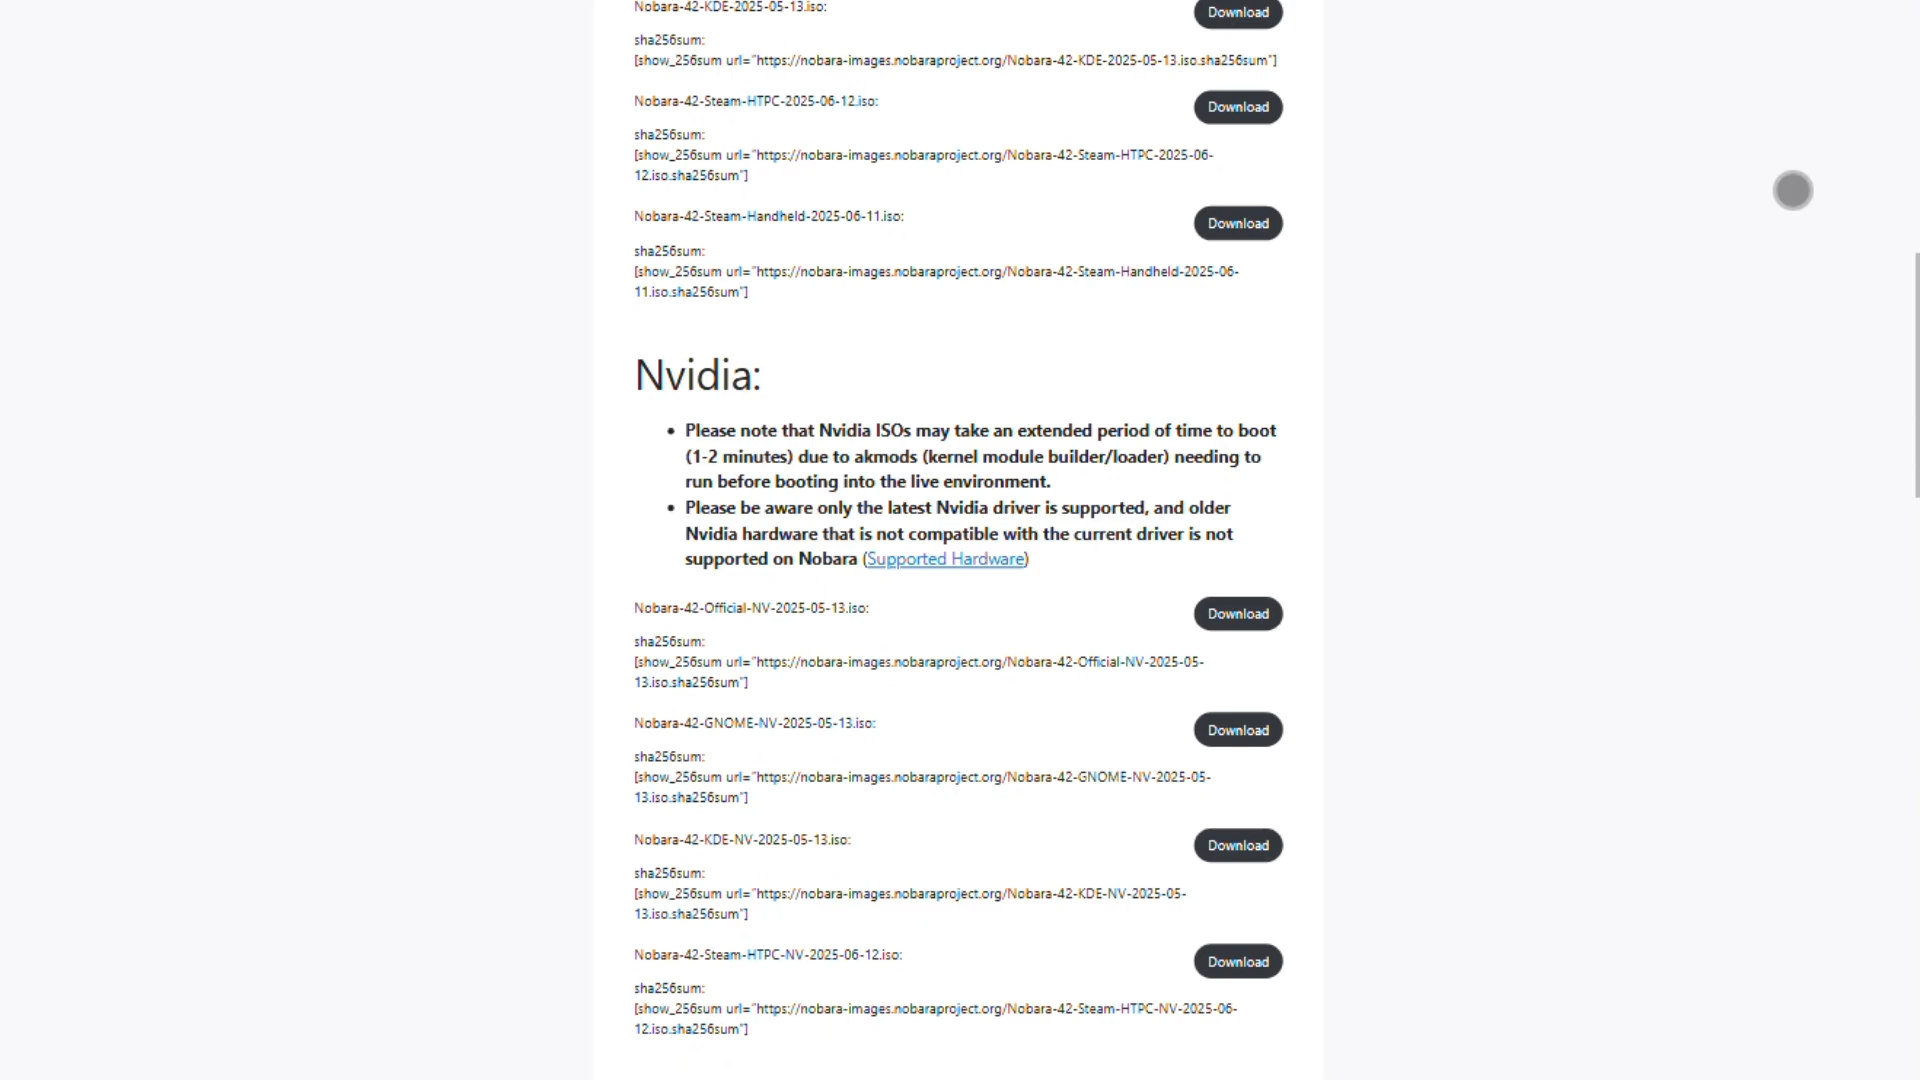 Nobara-42-KDE-2025-05-13.iso:
Download
sha256sum:
[show_256sum url="https://nobara-images.nobaraproject.org/Nobara-42-KDE-2025-05-13.iso.sha256sum"]
Nobara-42-Steam-HTPC-2025-06-12.iso:
Download
sha256sum:
[show_256sum url="https://nobara-images.nobaraproject.org/Nobara-42-Steam-HTPC-2025-06-
12.iso.sha256sum"]
Nobara-42-Steam-Handheld-2025-06-11.iso:
Download
sha256sum:
[show_256sum url="https://nobara-images.nobaraproject.org/Nobara-42-Steam-Handheld-2025-06-
11.iso.sha256sum"]
Nvidia:
• Please note that Nvidia ISOs may take an extended period of time to boot
(1-2 minutes) due to akmods (kernel module builder/loader) needing to
run before booting into the live environment.
• Please be aware only the latest Nvidia driver is supported, and older
Nvidia hardware that is not compatible with the current driver is not
supported on Nobara (Supported Hardware)
Nobara-42-Official-NV-2025-05-13.iso:
Download
sha256sum:
[show_256sum url="https://nobara-images.nobaraproject.org/Nobara-42-Official-NV-2025-05-
13.iso.sha256sum"]
Nobara-42-GNOME-NV-2025-05-13.iso:
Download
sha256sum:
[show_256sum url="https://nobara-images.nobaraproject.org/Nobara-42-GNOME-NV-2025-05-
13.iso.sha256sum"]
Nobara-42-KDE-NV-2025-05-13.iso:
Download
sha256sum:
[show_256sum url="https://nobara-images.nobaraproject.org/Nobara-42-KDE-NV-2025-05-
13.iso.sha256sum"]
Nobara-42-Steam-HTPC-NV-2025-06-12.iso:
Download
sha256sum:
[show_256sum url="https://nobara-images.nobaraproject.org/Nobara-42-Steam-HTPC-NV-2025-06-
12.iso.sha256sum"]